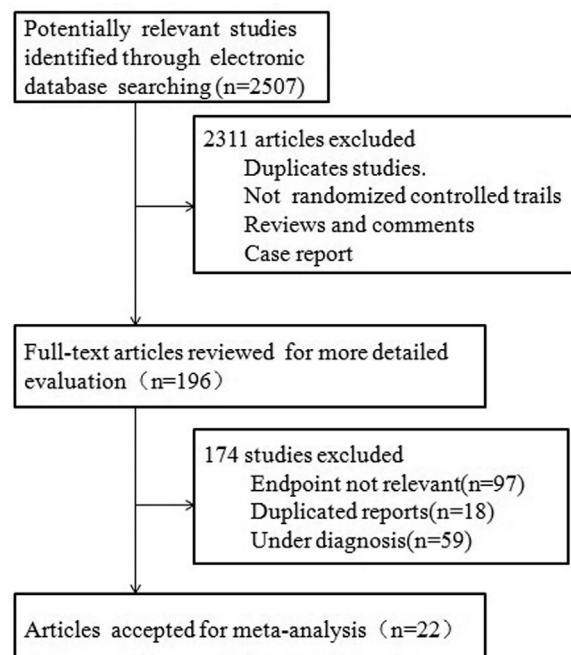 Potentially relevant studies
identified through electronic
database searching (n=2507)
2311 articles excluded
Duplicates studies.
Not randomized controlled trails
Reviews and comments
Case report
Full-text articles reviewed for more detailed
evaluation（n=196）
174 studies excluded
Endpoint not relevant(n=97)
Duplicated reports(n=18)
Under diagnosis(n=59)
Articles accepted for meta-analysis（n=22）